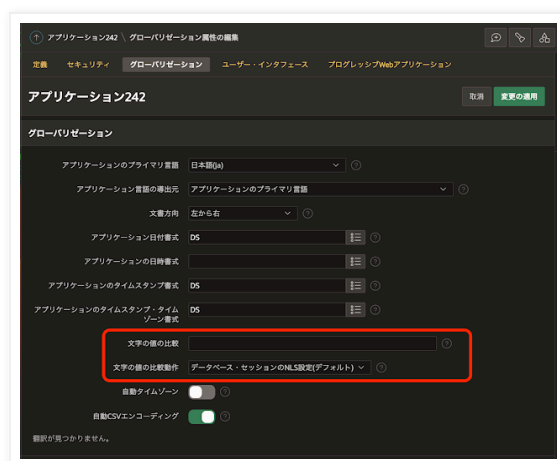 アプリケーション242 \ グローバリゼーション属性の編集
定義 セキュリティ グローバリゼーション ユーザー・インタフェース プログレッシブWebアプリケーション
アプリケーション242 取消 変更の適用
グローバリゼーション
アプリケーションのプライマリ言語 日本語(ja)
アプリケーション言語の導出元 アプリケーションのプライマリ言語
文書方向 左から右
アプリケーション日付書式 DS
アプリケーションの日時書式
アプリケーションのタイムスタンプ書式 DS
アプリケーションのタイムスタンプ・タイム DS
ゾーン書式
文字の値の比較
文字の値の比較動作 データベース・セッションのNLS設定(デフォルト)
自動タイムゾーン
自動CSVエンコーディング
翻訳が見つかりません。